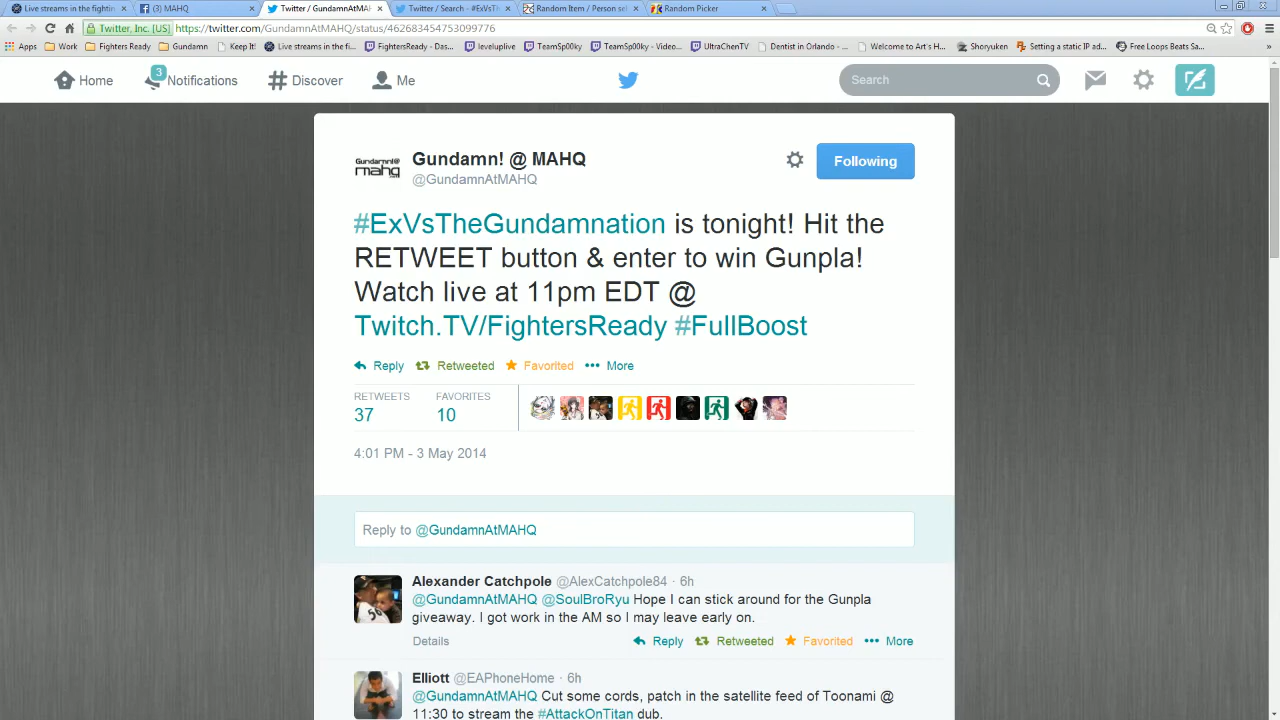 Live streams in the fightin
(3) MAHQ
Twitter / GundamnAtMAH
Twitter / Search - #ExVsTh
Random Item / Person sel
Random Picker
Twitter, Inc. [US]
https://twitter.com/GundamnAtMAHQ/status/462683454753099776
Apps
Work
Fighters Ready
Gundamn
Keep It!
Live streams in the fi...
FightersReady - Das...
leveluplive
TeamSp00ky
TeamSp00ky - Video...
UltraChenTV
Dentist in Orlando - ...
Welcome to Art's H...
Shoryuken
Setting a static IP ad...
Free Loops Beats Sa...
Home
3
Notifications
Discover
Me
Search
Gundamn!@
mahq
Gundamn! @ MAHQ
@GundamnAtMAHQ
Following
#ExVsTheGundamnation is tonight! Hit the
RETWEET button & enter to win Gunpla!
Watch live at 11pm EDT @
Twitch.TV/FightersReady #FullBoost
Reply
Retweeted
Favorited
More
RETWEETS
37
FAVORITES
10
4:01 PM - 3 May 2014
Reply to @GundamnAtMAHQ
Alexander Catchpole @AlexCatchpole84 · 6h
@GundamnAtMAHQ @SoulBroRyu Hope I can stick around for the Gunpla
giveaway. I got work in the AM so I may leave early on.
Details
Reply
Retweeted
Favorited
More
Elliott @EAPhoneHome · 6h
@GundamnAtMAHQ Cut some cords, patch in the satellite feed of Toonami @
11:30 to stream the #AttackOnTitan dub.